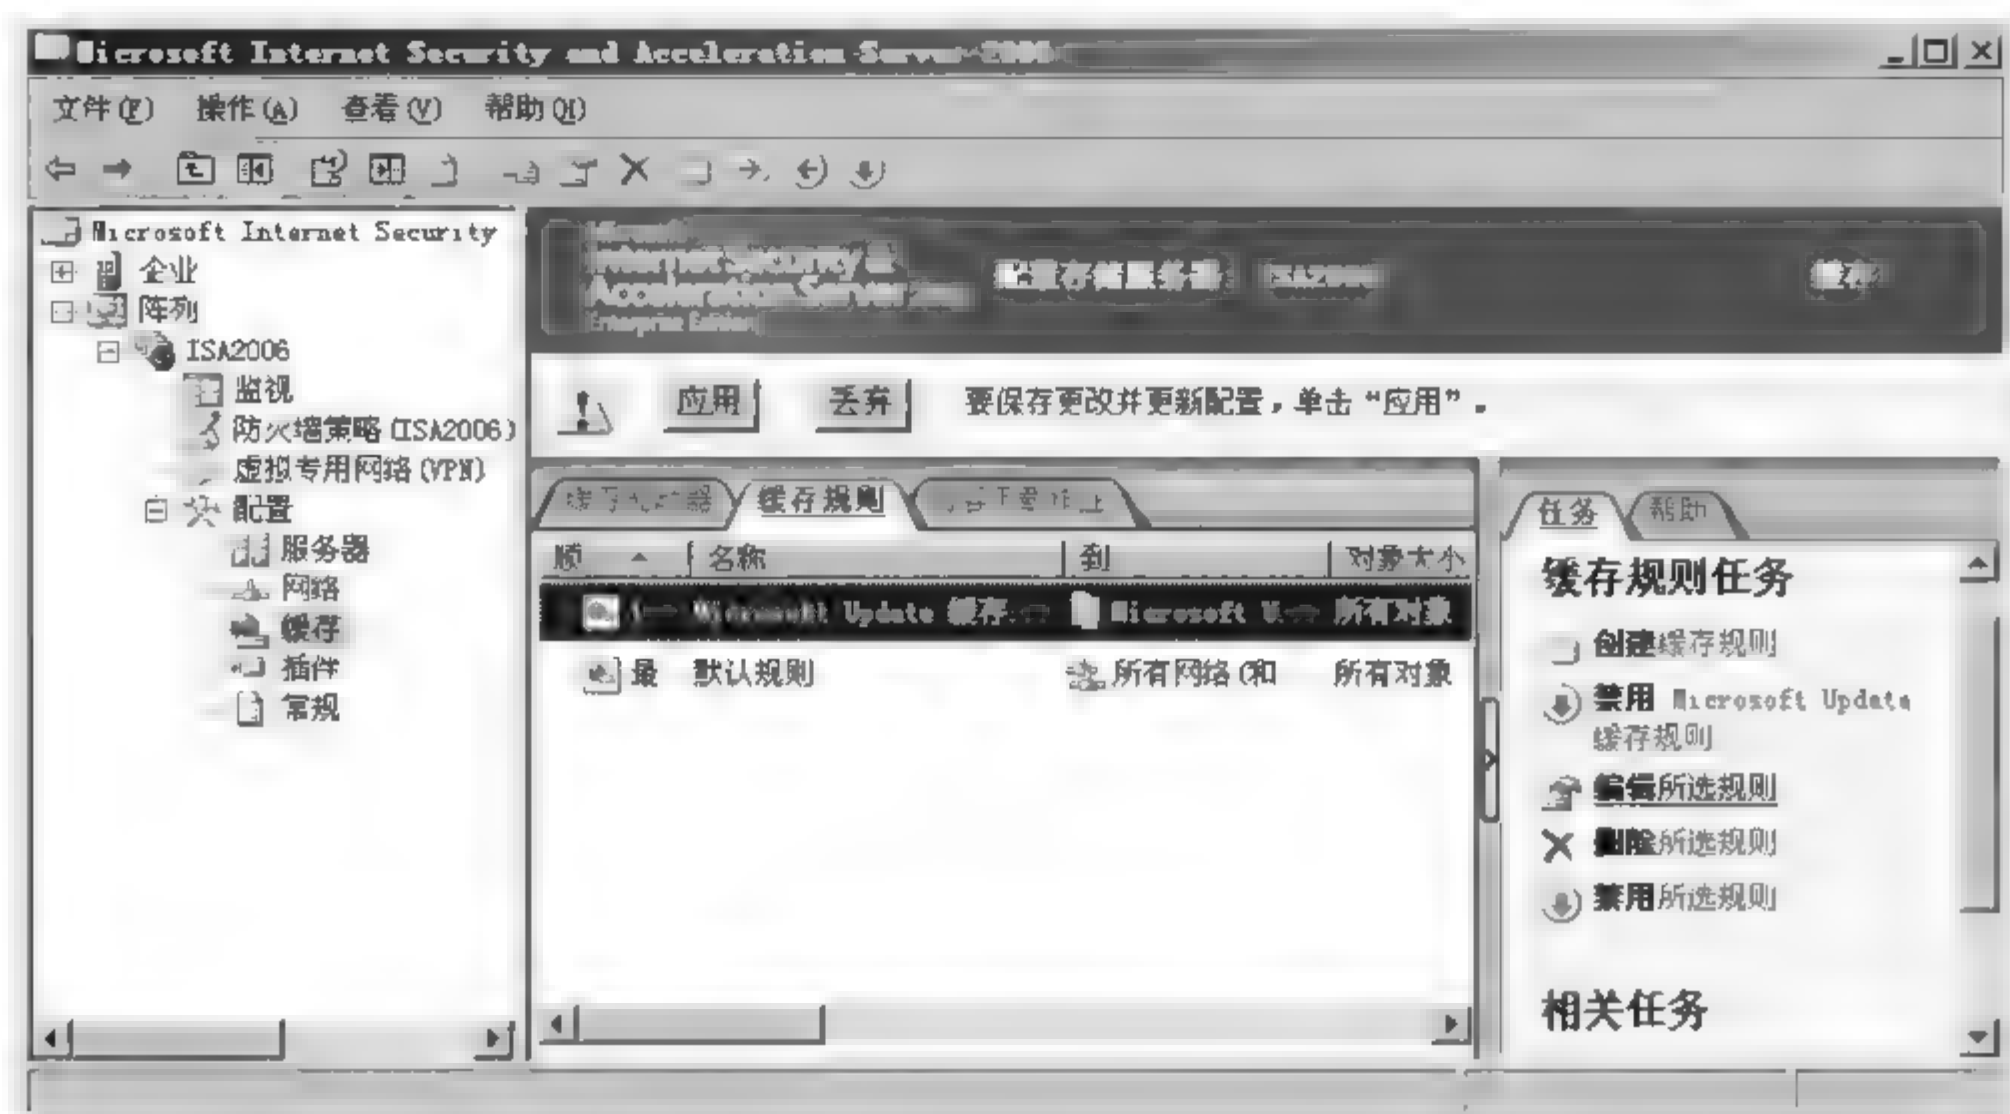 Microsoft Internet Security and Acceleration Server 2006
文件(F) 操作(A) 查看(V) 帮助(H)
Microsoft Internet Security
企业
阵列
ISA2006
监视
防火墙策略(ISA2006)
虚拟专用网络(VPN)
配置
服务器
网络
缓存
插件
常规
应用 丢弃 要保存更改并更新配置，单击“应用”。
缓存规则
顺 名称 到 对象大小
Microsoft Update 缓存... Microsoft U... 所有对象
最 默认规则 所有网络(和 所有对象
任务 帮助
缓存规则任务
创建缓存规则
禁用 Microsoft Update
缓存规则
编辑所选规则
删除所选规则
禁用所选规则
相关任务